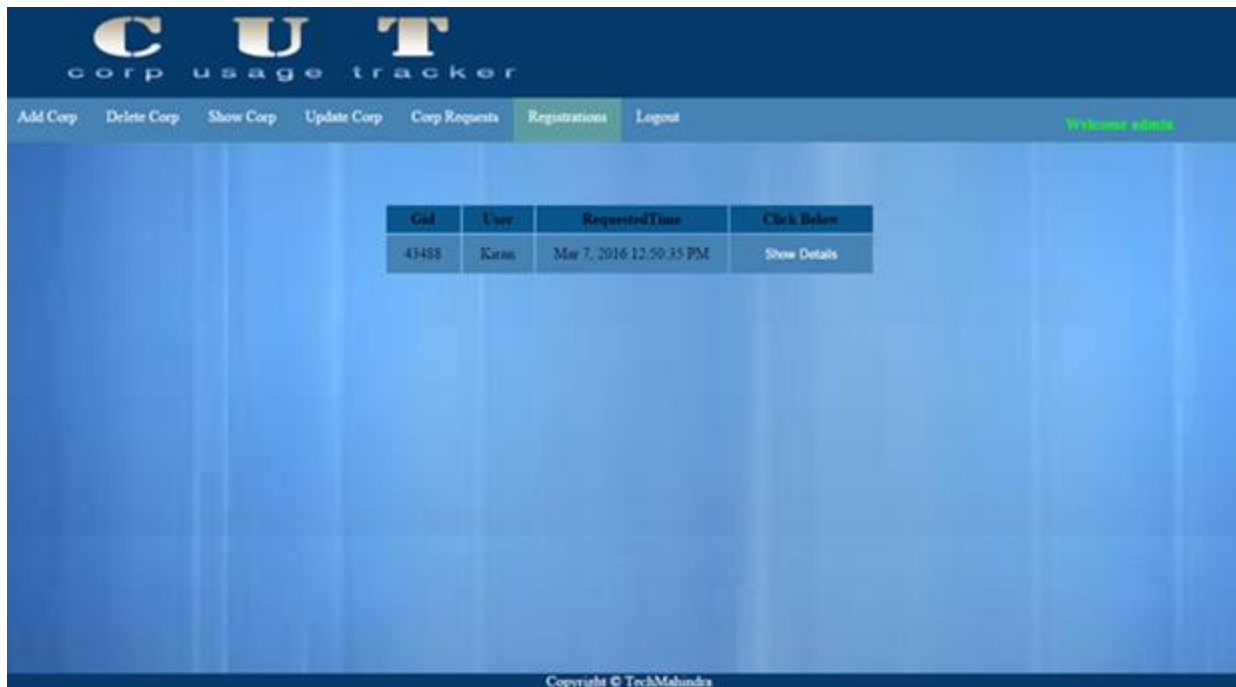 C U T
corp usage tracker
Add Corp Delete Corp Show Corp Update Corp Corp Requests Registrations Logout Welcome admin
Gid User RequestedTime Click Below
43488 Karan Mar 7, 2016 12:50:35 PM Show Details
Copyright © TechMahindra